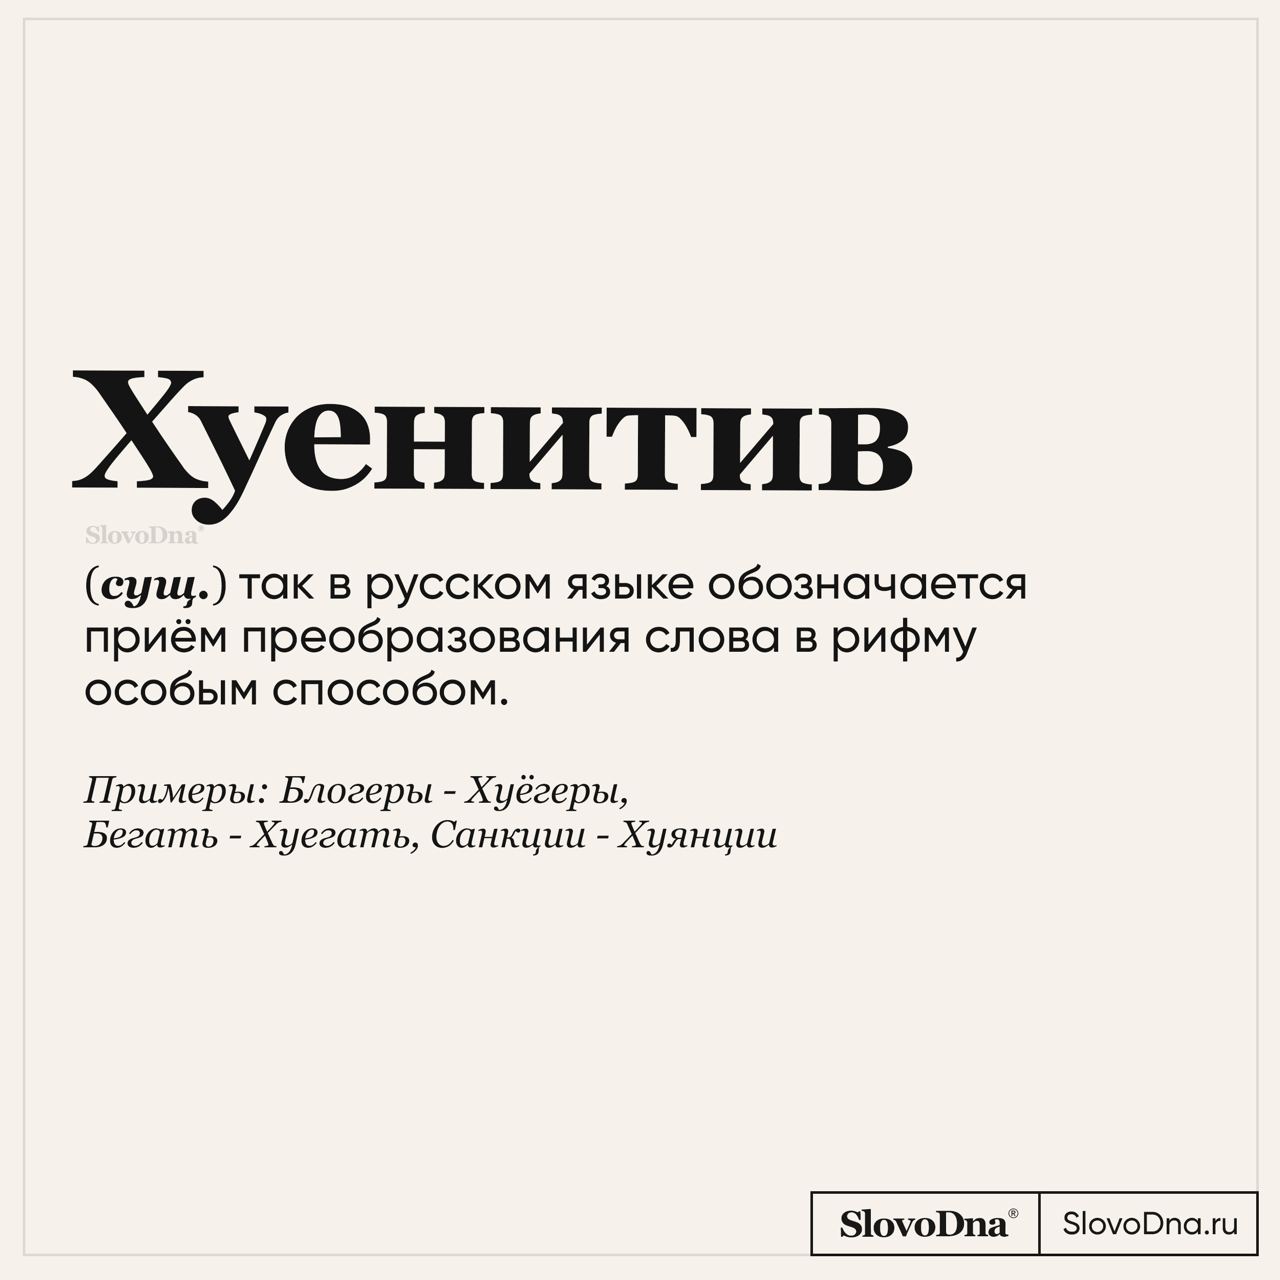 Хуенитив
SlovoDna®
(сущ.) так в русском языке обозначается
приём преобразования слова в рифму
особым способом.
Примеры: Блогеры - Хуёгеры,
Бегать - Хуегать, Санкции - Хуянции
SlovoDna® SlovoDna.ru